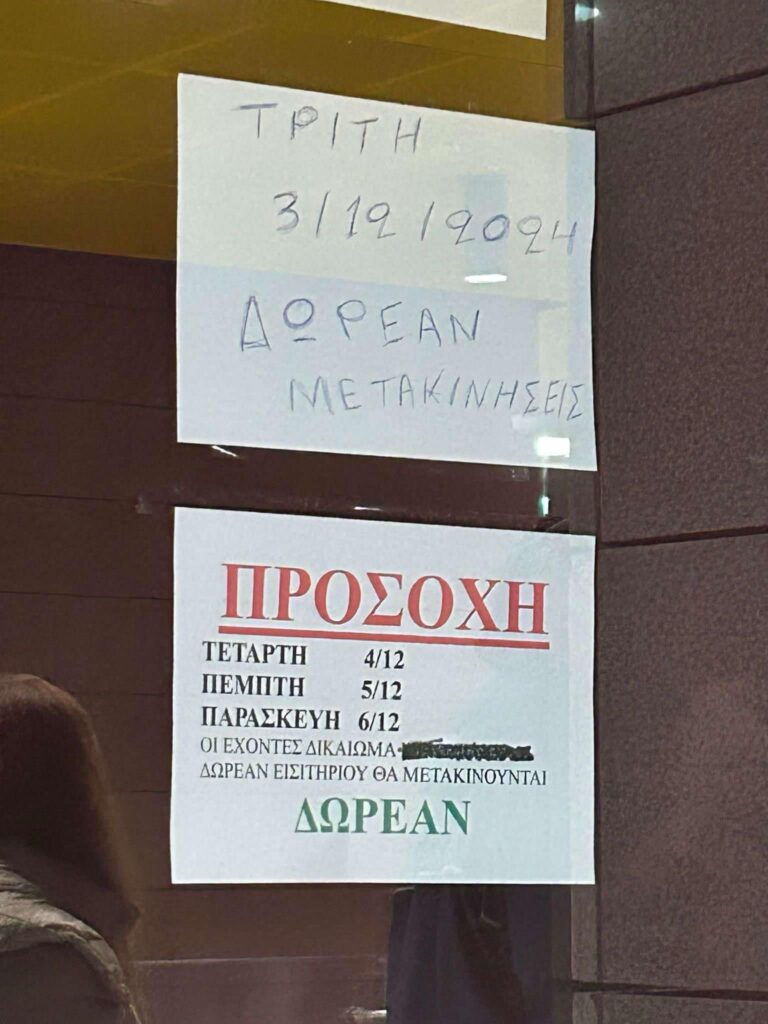 ΤΡΙΤΗ
3/12/2024
ΔΩΡΕΑΝ
ΜΕΤΑΚΙΝΗΣΕΙΣ
ΠΡΟΣΟΧΗ
ΤΕΤΑΡΤΗ 4/12
ΠΕΜΠΤΗ 5/12
ΠΑΡΑΣΚΕΥΗ 6/12
ΟΙ ΕΧΟΝΤΕΣ ΔΙΚΑΙΩΜΑ
ΔΩΡΕΑΝ ΕΙΣΙΤΗΡΙΟΥ ΘΑ ΜΕΤΑΚΙΝΟΥΝΤΑΙ
ΔΩΡΕΑΝ